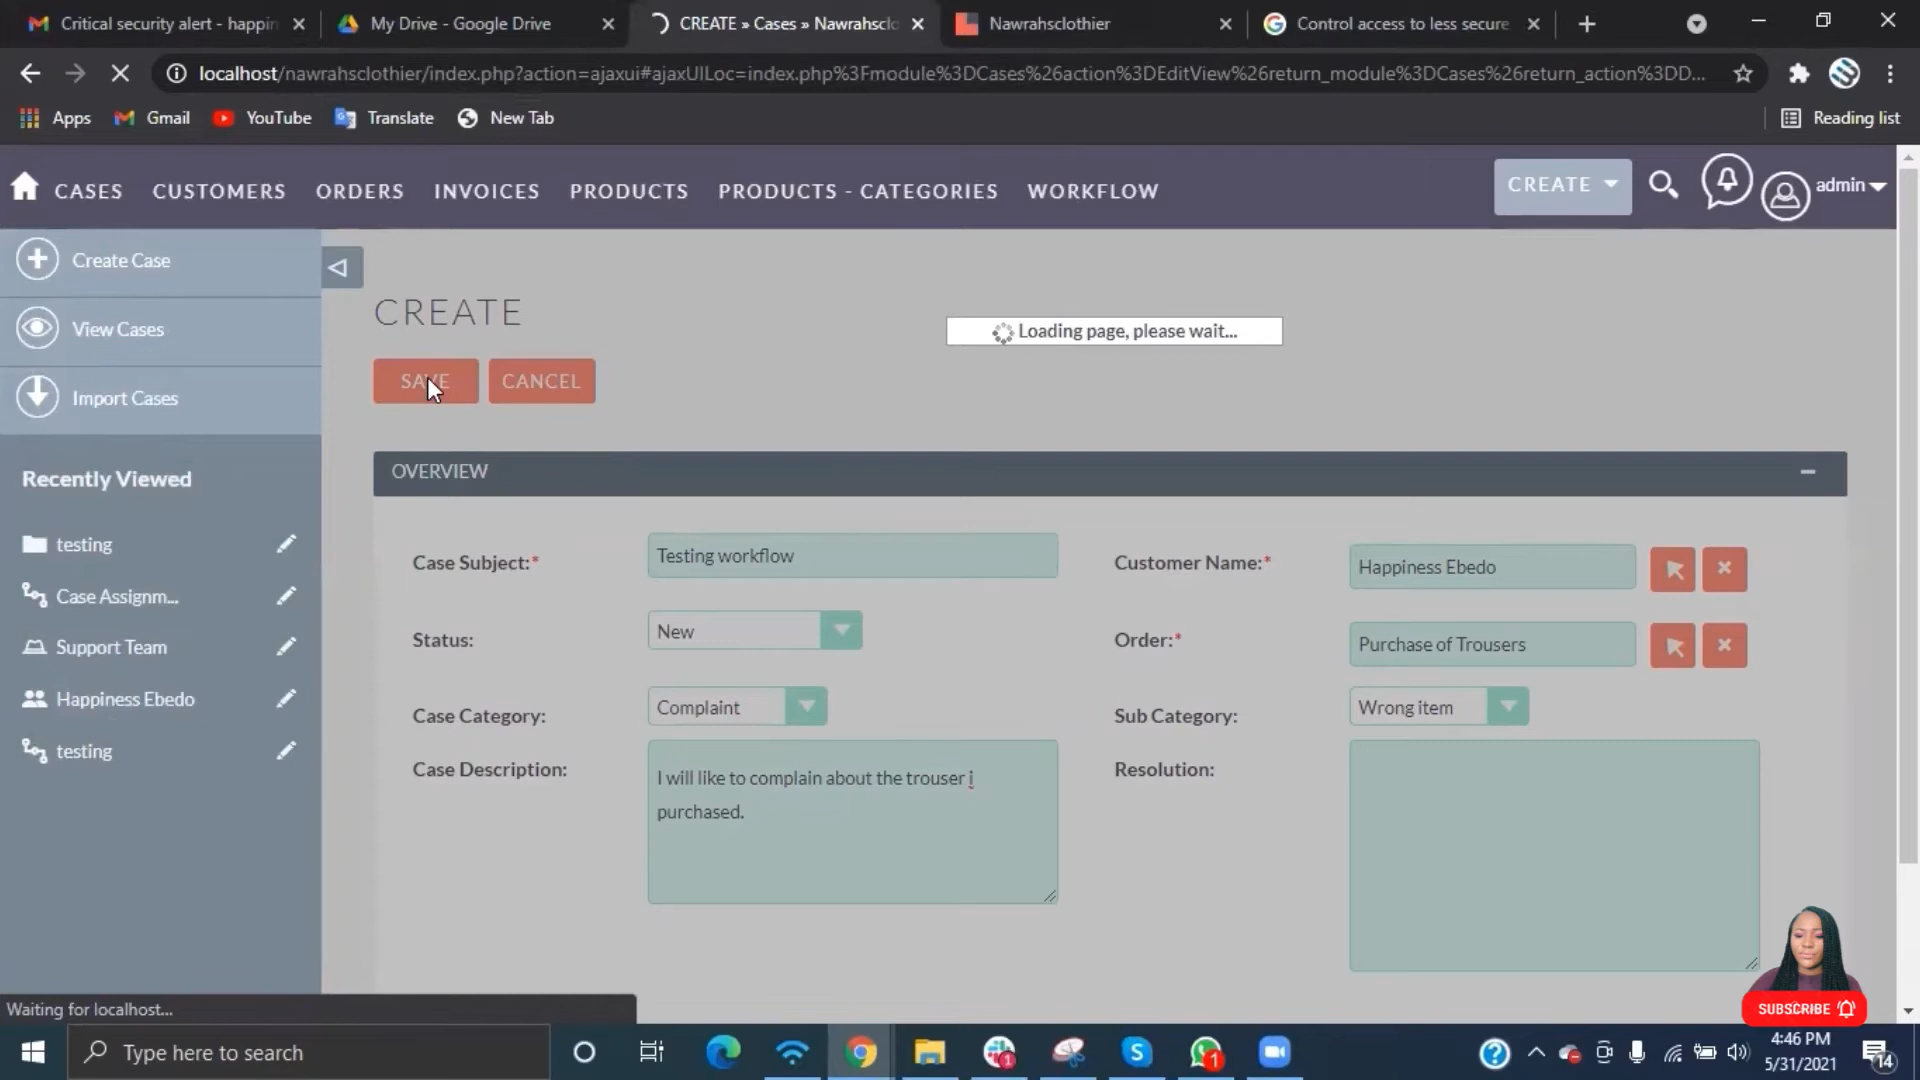 Critical security alert - happin
My Drive - Google Drive
CREATE » Cases » Nawrahsclo
Nawrahsclothier
Control access to less secure
localhost/nawrahsclothier/index.php?action=ajaxui#ajaxUILoc=index.php%3Fmodule%3DCases%26action%3DEditView%26return_module%3DCases%26return_action%3DD...
Apps
Gmail
YouTube
Translate
New Tab
Reading list
CASES
CUSTOMERS
ORDERS
INVOICES
PRODUCTS
PRODUCTS - CATEGORIES
WORKFLOW
CREATE
admin
Create Case
View Cases
Import Cases
Recently Viewed
testing
Case Assignm...
Support Team
Happiness Ebedo
testing
CREATE
Loading page, please wait...
SAVE
CANCEL
OVERVIEW
Case Subject:*
Testing workflow
Customer Name:*
Happiness Ebedo
Status:
New
Order:*
Purchase of Trousers
Case Category:
Complaint
Sub Category:
Wrong item
Case Description:
I will like to complain about the trouser i
purchased.
Resolution:
Waiting for localhost...
SUBSCRIBE
Type here to search
1
1
4:46 PM
5/31/2021
14